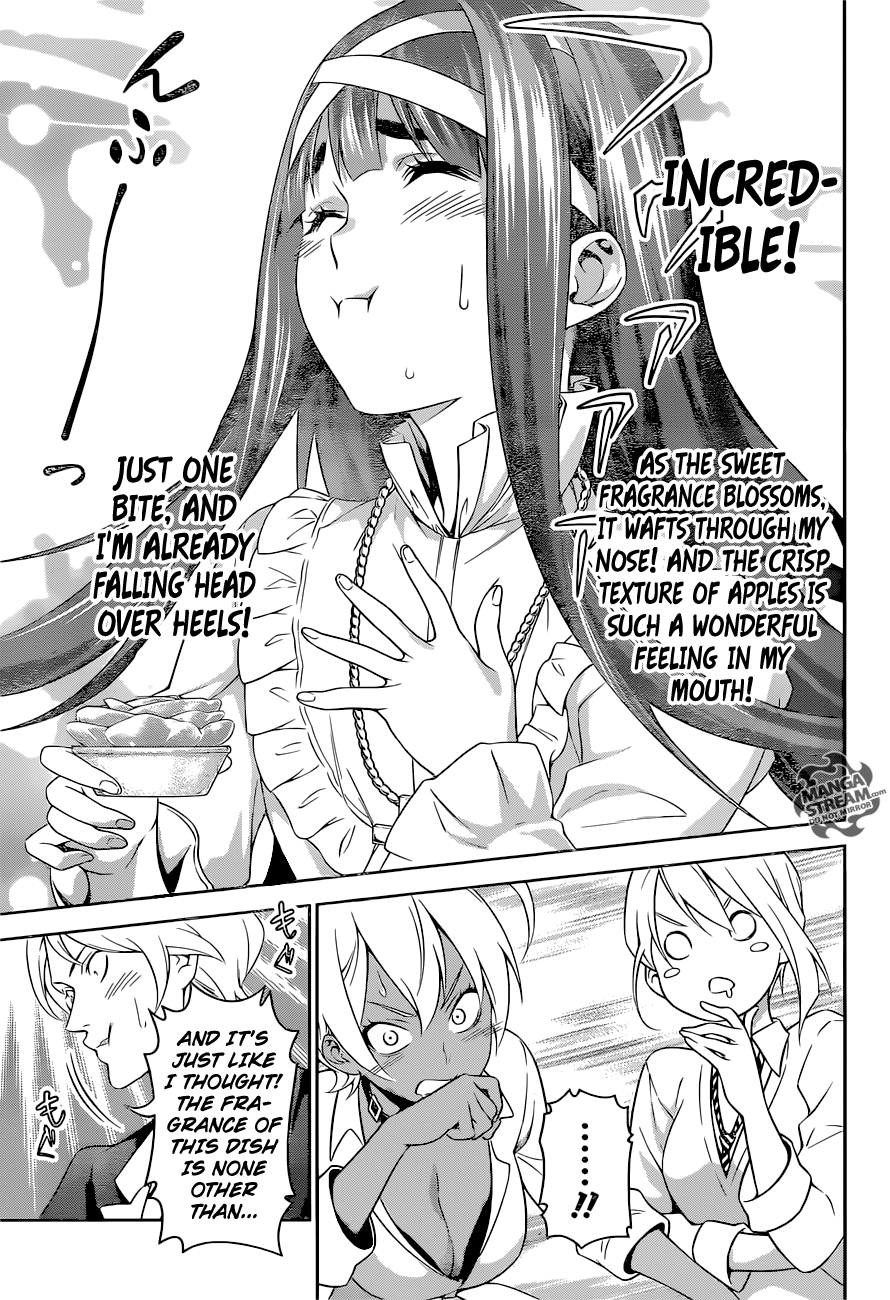 んふーーっ
INCRED-
IBLE!
AS THE SWEET
FRAGRANCE BLOSSOMS,
IT WAFTS THROUGH MY
NOSE! AND THE CRISP
TEXTURE OF APPLES IS
SUCH A WONDERFUL
FEELING IN MY
MOUTH!
JUST ONE
BITE, AND
I'M ALREADY
FALLING HEAD
OVER HEELS!
MANGA
STREAM.com
DO NOT MIRROR
......!!
もぐ
もぐ
AND IT'S
JUST LIKE
I THOUGHT!
THE FRA-
GRANCE OF
THIS DISH
IS NONE
OTHER
THAN...